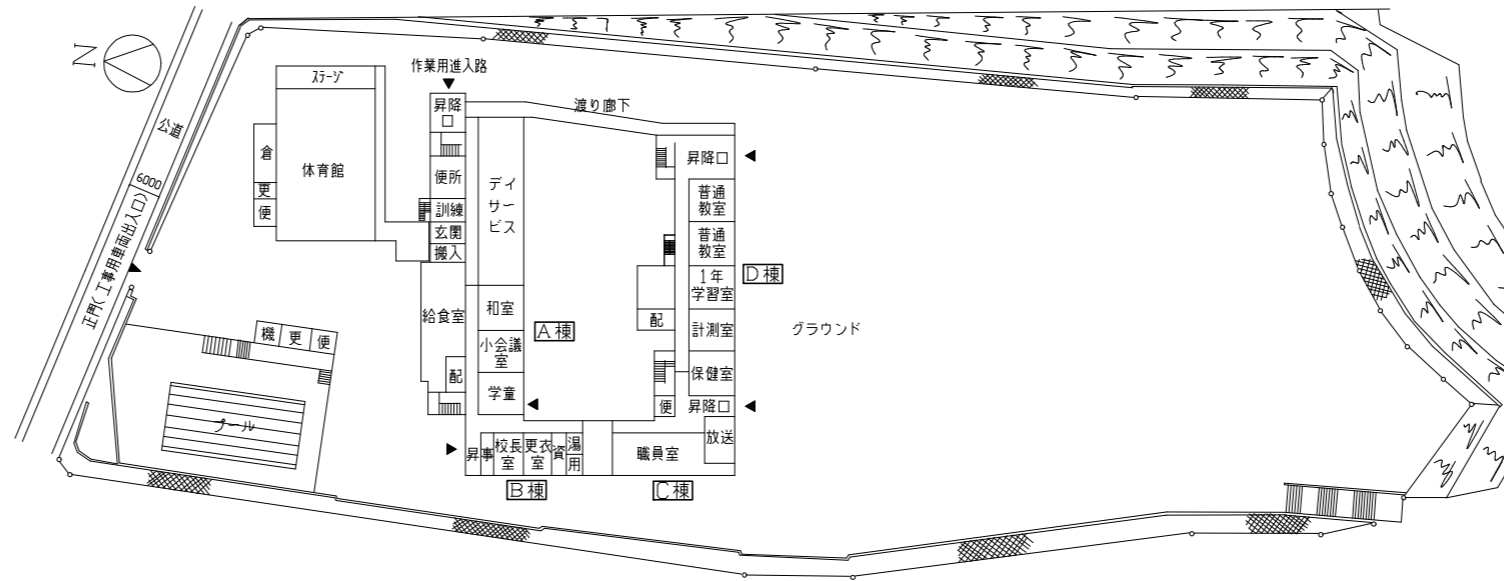 N
公道
6000
正門(工事用車両出入口)
ステージ
体育館
倉
更
便
作業用進入路
昇降
口
便所
訓練
玄関
搬入
給食室
配
渡り廊下
デイ
サー
ビス
和室
小会議
室
学童
A棟
昇降口
普通
教室
普通
教室
1年
学習室
計測室
保健室
昇降口
配
便
放送
D棟
グラウンド
機
更
便
プール
昇
事
校長
室
更衣
室
資
湯
用
職員室
B棟
C棟